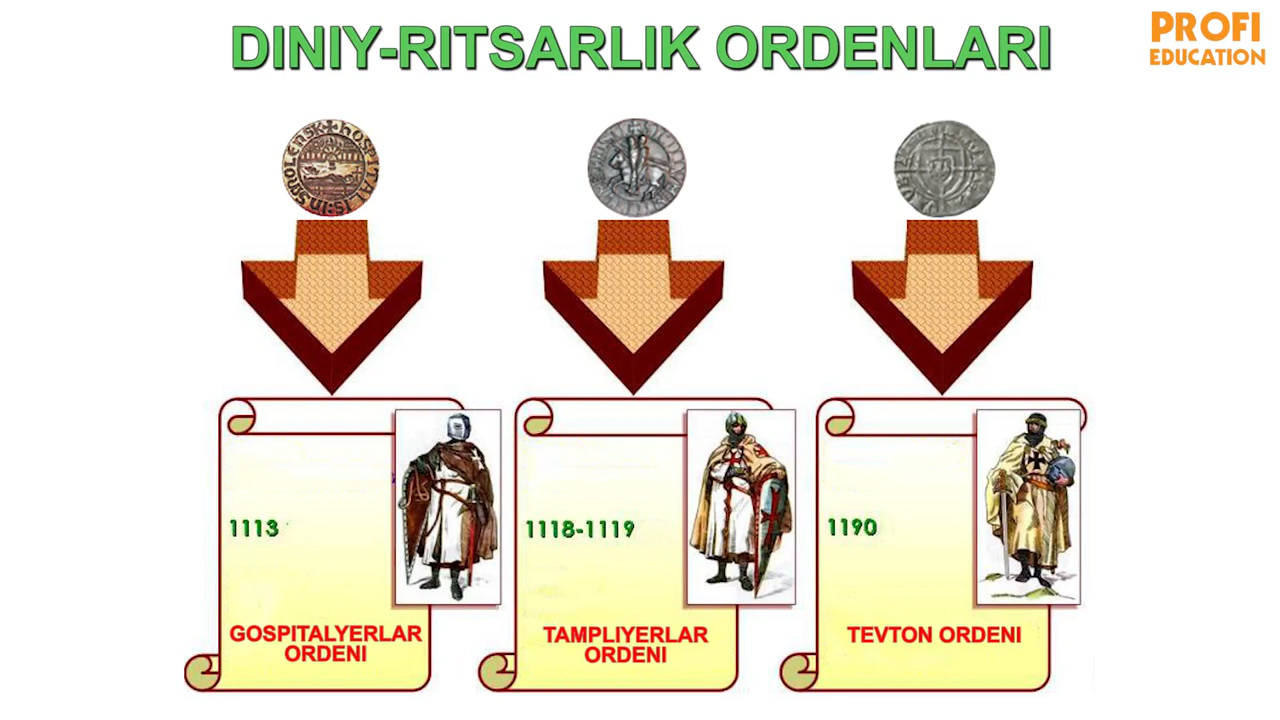 DINIY-RITSARLIK ORDENLARI
PROFI
EDUCATION
1113
GOSPITALYERLAR
ORDENI
1118-1119
TAMPLIYERLAR
ORDENI
1190
TEVTON ORDENI